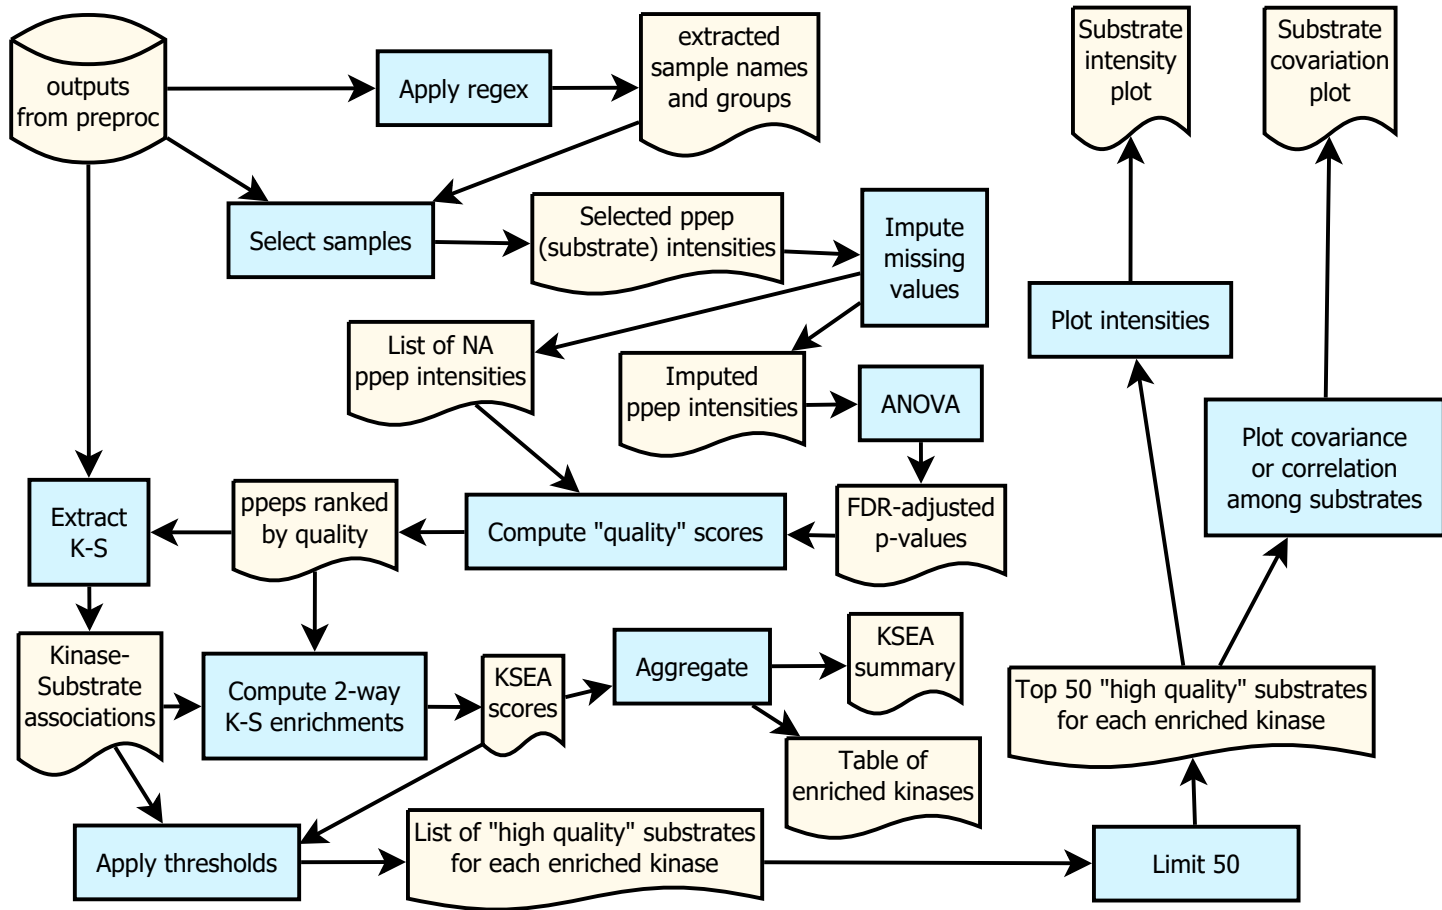 outputs
from preproc
Apply regex
extracted
sample names
and groups
Substrate
intensity
plot
Substrate
covariation
plot
Select samples
Selected ppep
(substrate) intensities
Impute
missing
values
Plot intensities
List of NA
ppep intensities
Imputed
ppep intensities
ANOVA
Plot covariance
or correlation
among substrates
Extract
K-S
ppeps ranked
by quality
Compute "quality" scores
FDR-adjusted
p-values
Kinase-
Substrate
associations
Compute 2-way
K-S enrichments
KSEA
scores
Aggregate
KSEA
summary
Top 50 "high quality" substrates
for each enriched kinase
Table of
enriched kinases
Apply thresholds
List of "high quality" substrates
for each enriched kinase
Limit 50